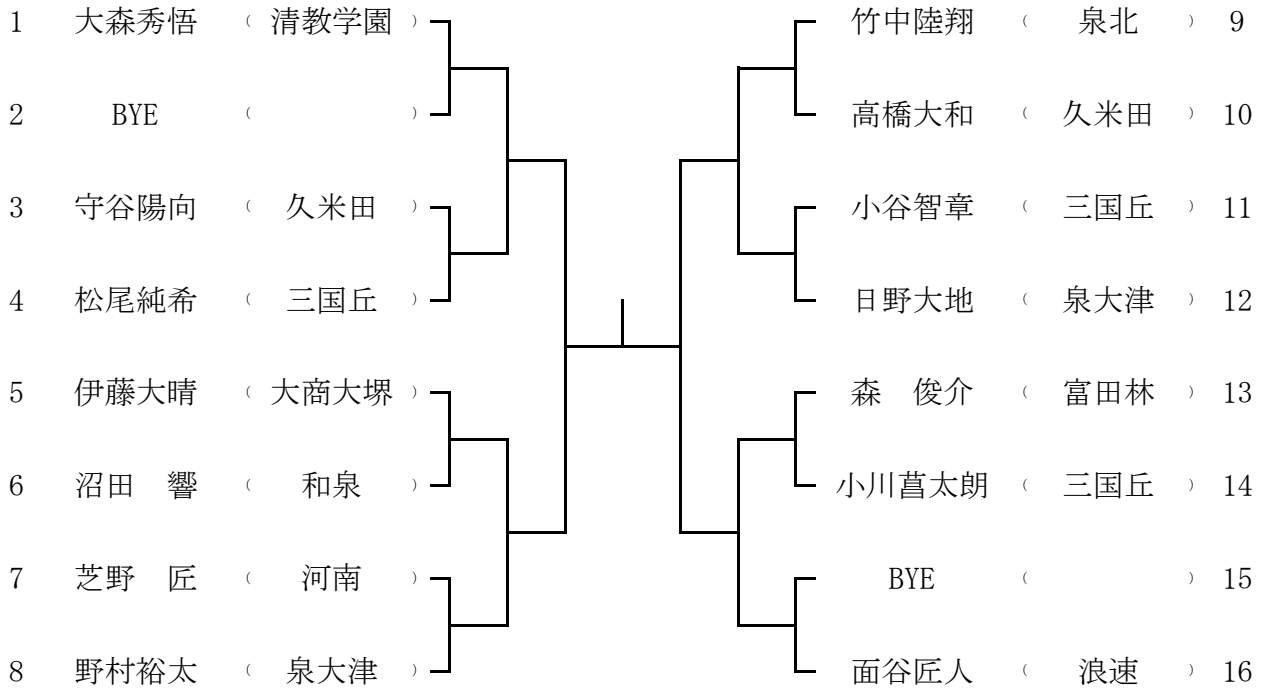 1 大森秀悟 （ 清教学園 ）
2 BYE （ ）
3 守谷陽向 （ 久米田 ）
4 松尾純希 （ 三国丘 ）
5 伊藤大晴 （ 大商大堺 ）
6 沼田　響 （ 和泉 ）
7 芝野　匠 （ 河南 ）
8 野村裕太 （ 泉大津 ）
竹中陸翔 （ 泉北 ） 9
高橋大和 （ 久米田 ） 10
小谷智章 （ 三国丘 ） 11
日野大地 （ 泉大津 ） 12
森　俊介 （ 富田林 ） 13
小川菖太朗 （ 三国丘 ） 14
BYE （ ） 15
面谷匠人 （ 浪速 ） 16